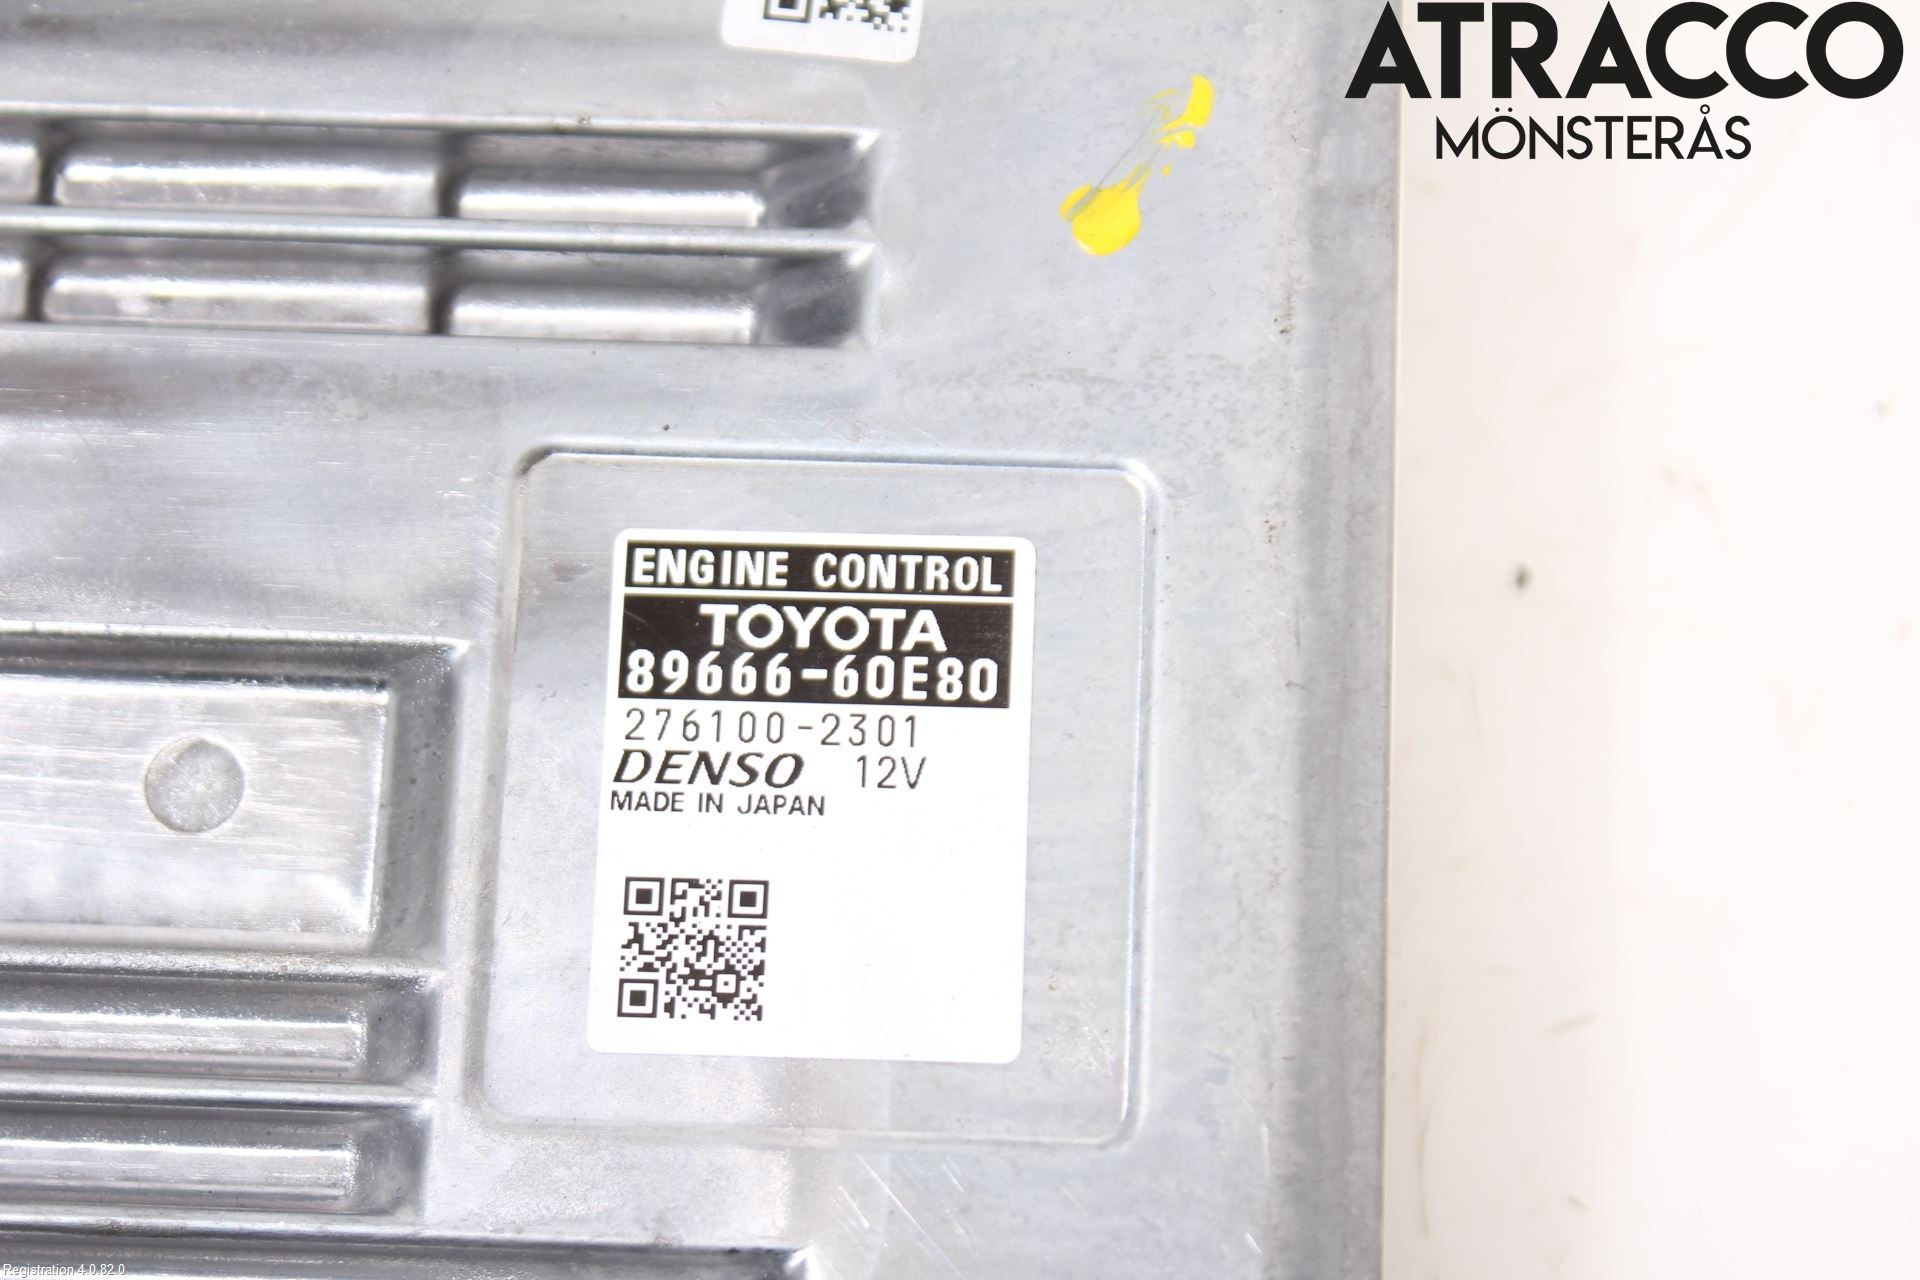 ATRACCO
MÖNSTERÅS
ENGINE CONTROL
TOYOTA
89666-60E80
276100-2301
DENSO 12V
MADE IN JAPAN
Registration 4.0.82.0